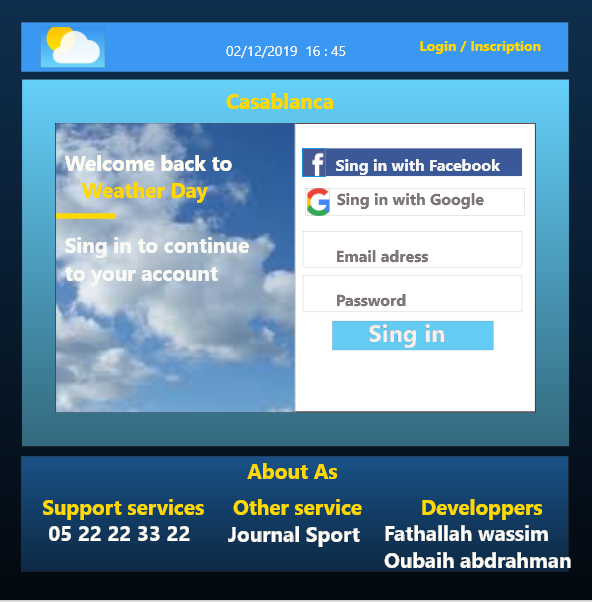 02/12/2019 16 : 45
Login / Inscription
Casablanca
Welcome back to
Weather Day
Sing in to continue
to your account
f Sing in with Facebook
G Sing in with Google
Email adress
Password
Sing in
About As
Support services
05 22 22 33 22
Other service
Journal Sport
Developpers
Fathallah wassim
Oubaih abdrahman